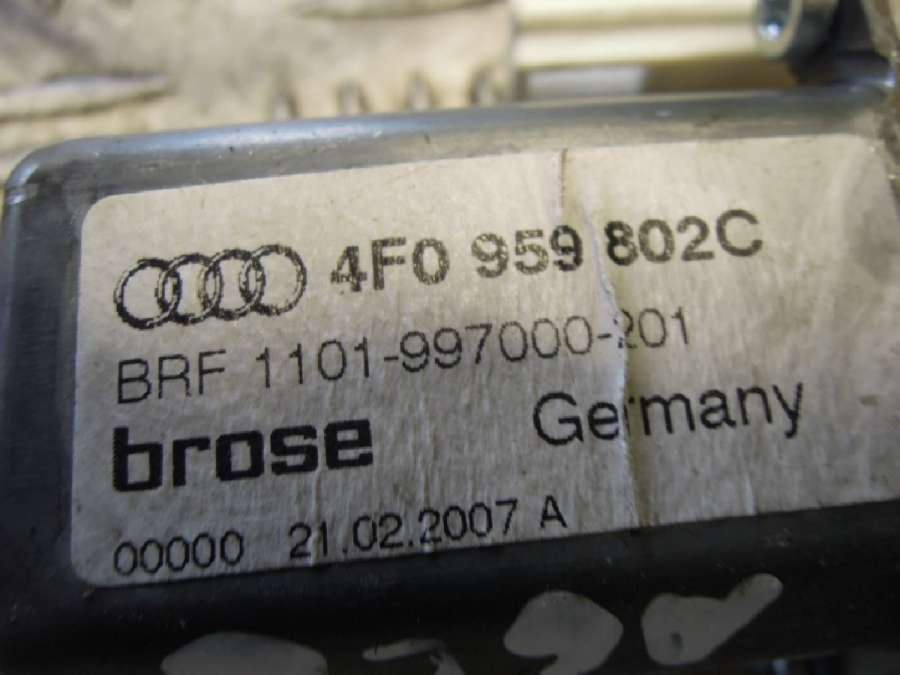 4F0 959 802C
BRF 1101-997000-201
brose Germany
00000 21.02.2007 A